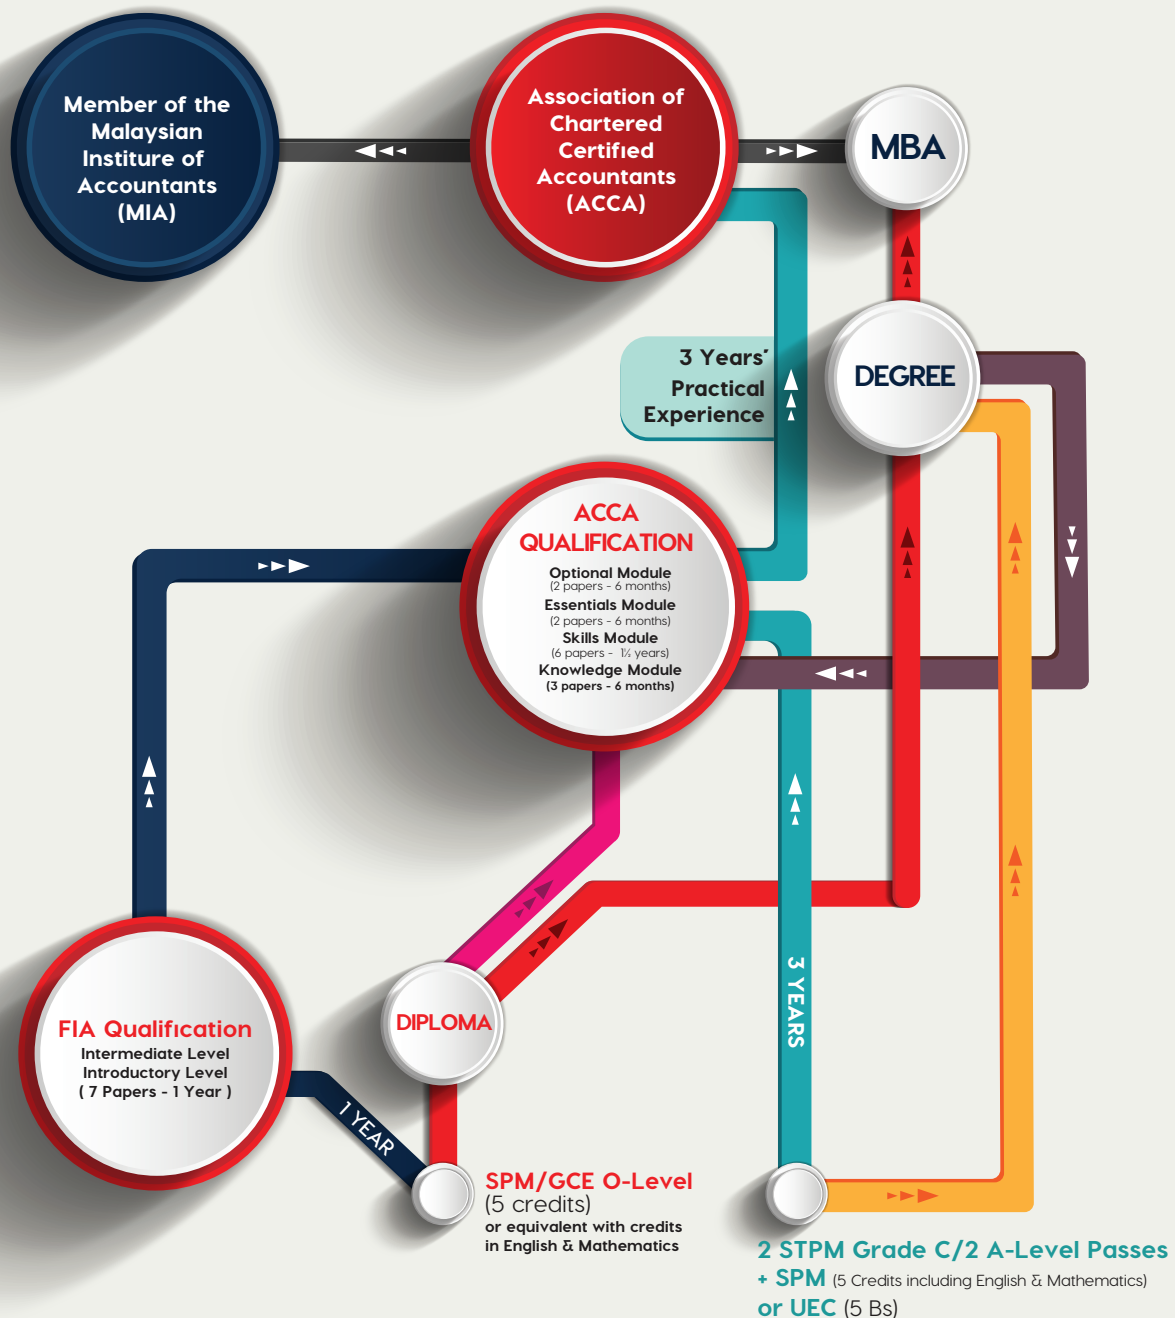 Member of the
Malaysian
Institute of
Accountants
(MIA)
Association of
Chartered
Certified
Accountants
(ACCA)
MBA
3 Years'
Practical
Experience
DEGREE
ACCA
QUALIFICATION
Optional Module
(2 papers - 6 months)
Essentials Module
(2 papers - 6 months)
Skills Module
(6 papers - 1½ years)
Knowledge Module
(3 papers - 6 months)
3 YEARS
FIA Qualification
Intermediate Level
Introductory Level
( 7 Papers - 1 Year )
DIPLOMA
1 YEAR
SPM/GCE O-Level
(5 credits)
or equivalent with credits
in English & Mathematics
2 STPM Grade C/2 A-Level Passes
+ SPM (5 Credits including English & Mathematics)
or UEC (5 Bs)